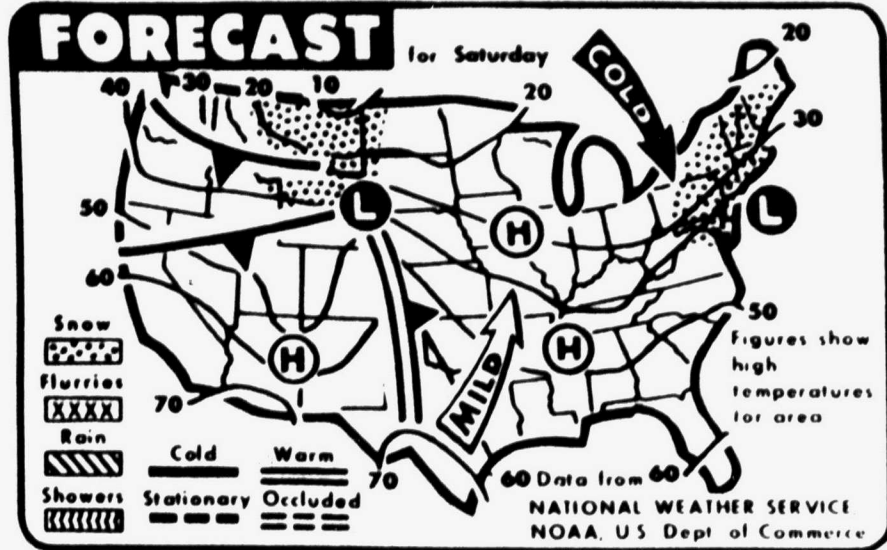 FORECAST
for Saturday
40 30 20 10
20
COLD
20
30
50
L
H
L
60
H
H
50
MILD
70
70
60
60
Snow
Flurries
Rain
Showers
Cold
Warm
Stationary
Occluded
Figures show
high
temperatures
for area
Data from
NATIONAL WEATHER SERVICE
NOAA, US Dept of Commerce